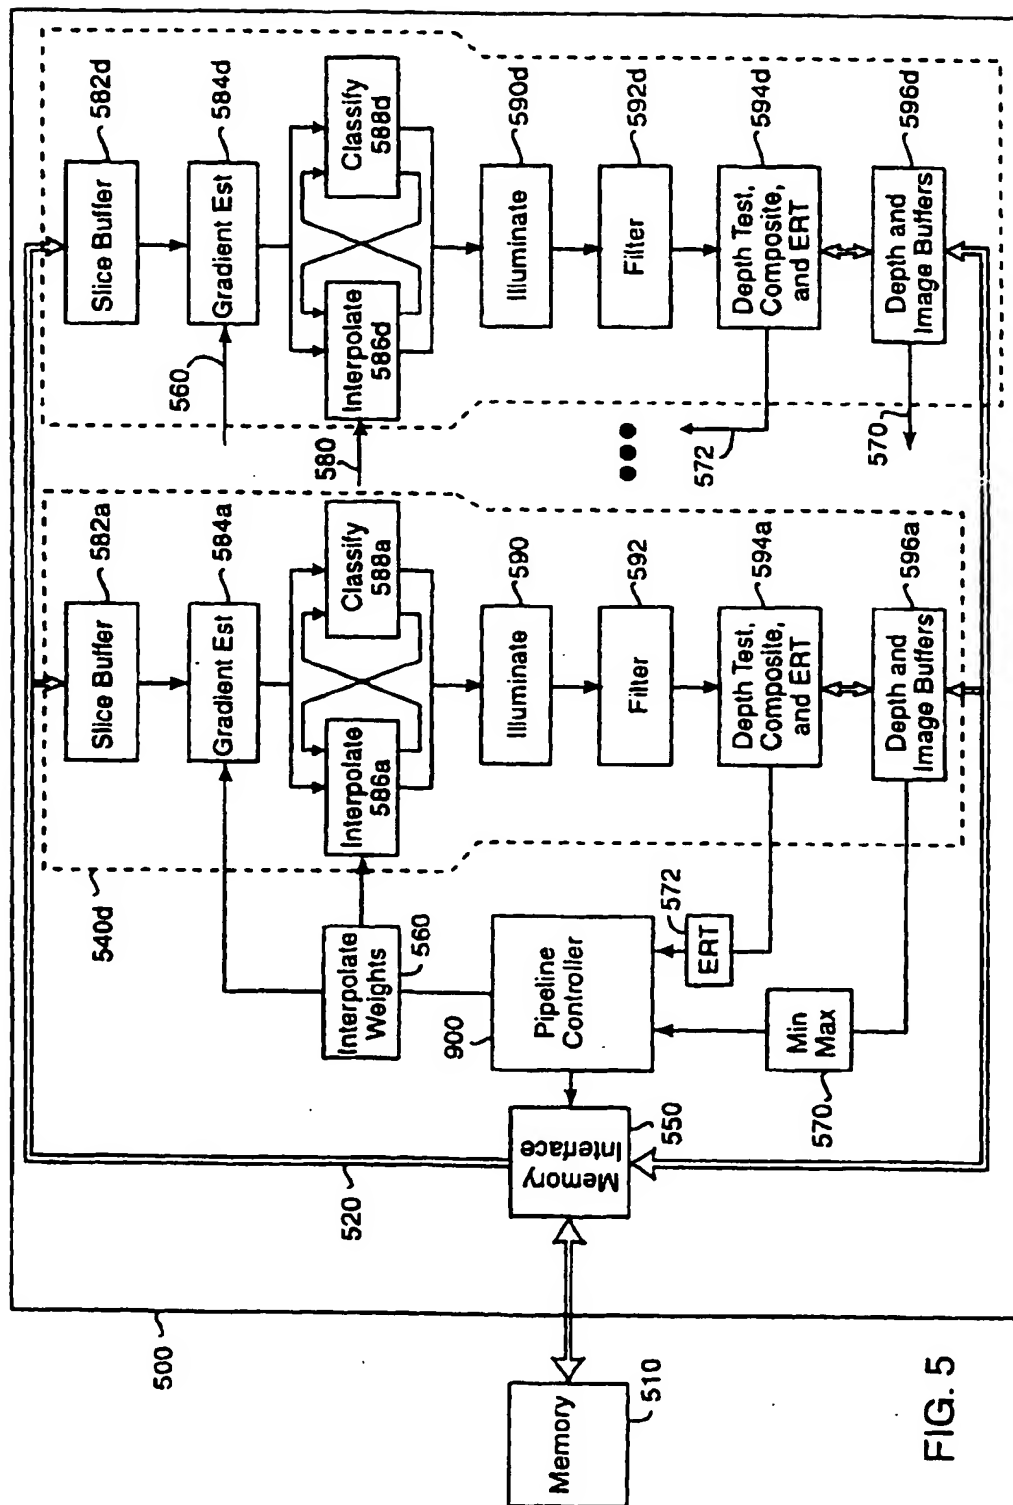 500
520
540d
582a
Slice Buffer
584a
Gradient Est
Interpolate
586a
Classify
588a
590
Illuminate
592
Filter
594a
Depth Test,
Composite,
and ERT
596a
Depth and
Image Buffers
582d
Slice Buffer
584d
Gradient Est
560
580
Interpolate
586d
Classify
588d
590d
Illuminate
592d
Filter
594d
Depth Test,
Composite,
and ERT
572
596d
Depth and
Image Buffers
570
Interpolate
Weights
560
900
Pipeline
Controller
572
ERT
Min
Max
570
Memory
Interface
550
Memory
510
FIG. 5